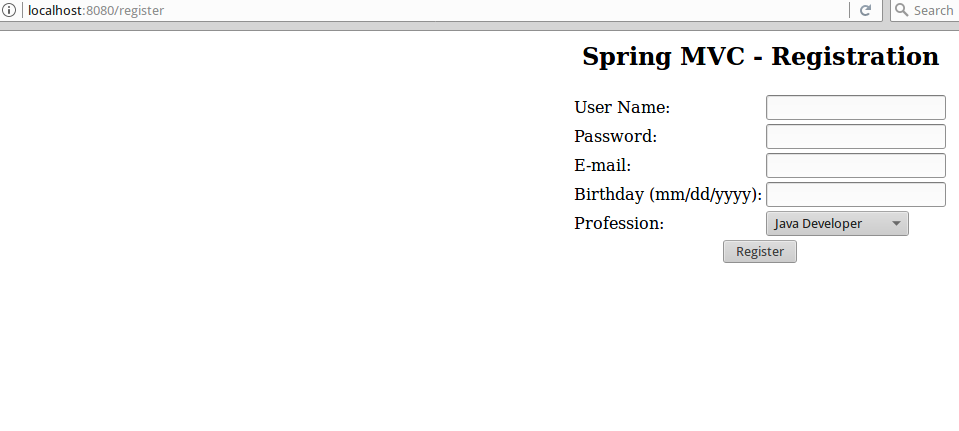 localhost:8080/register
Search
Spring MVC - Registration
User Name:
Password:
E-mail:
Birthday (mm/dd/yyyy):
Profession: Java Developer
Register